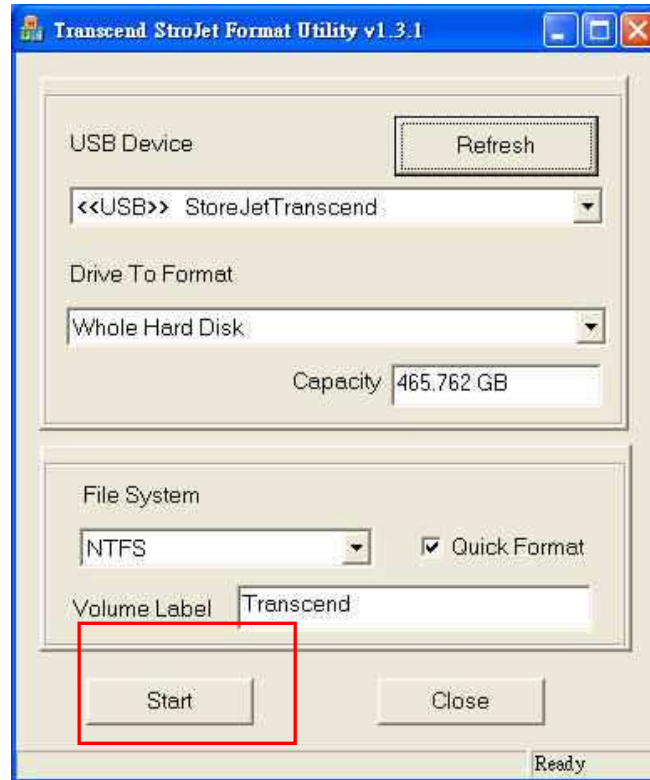 Transcend StroJet Format Utility v1.3.1
USB Device
Refresh
<<USB>> StoreJetTranscend
Drive To Format
Whole Hard Disk
Capacity 465.762 GB
File System
NTFS
Quick Format
Volume Label Transcend
Start Close
Ready